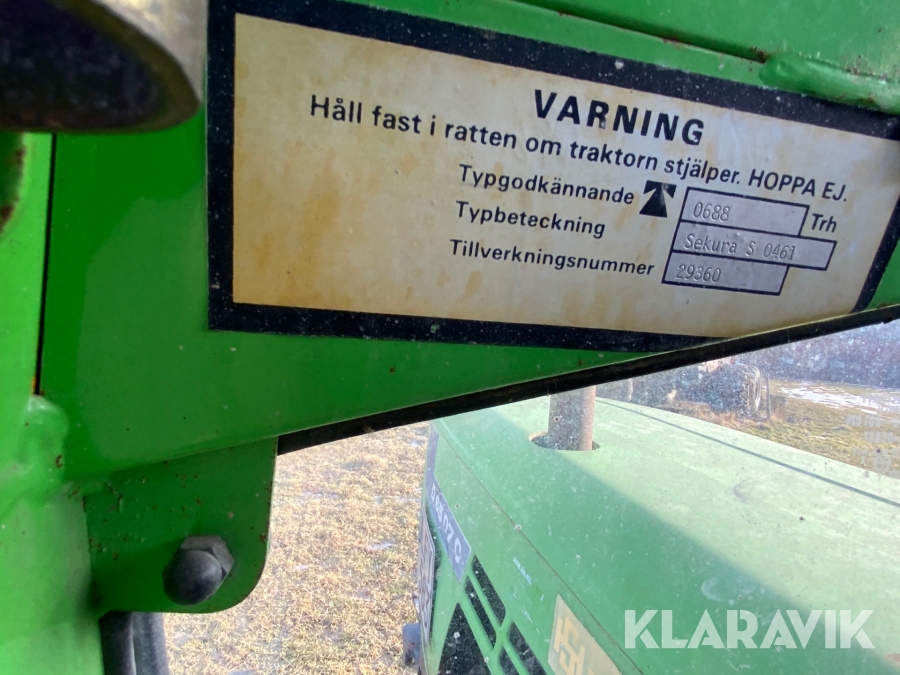 VARNING
Håll fast i ratten om traktorn stjälper. HOPPA EJ.
Typgodkännande 0688 Trh
Typbeteckning Sekura S 0461
Tillverkningsnummer 29360
KLARAVIK